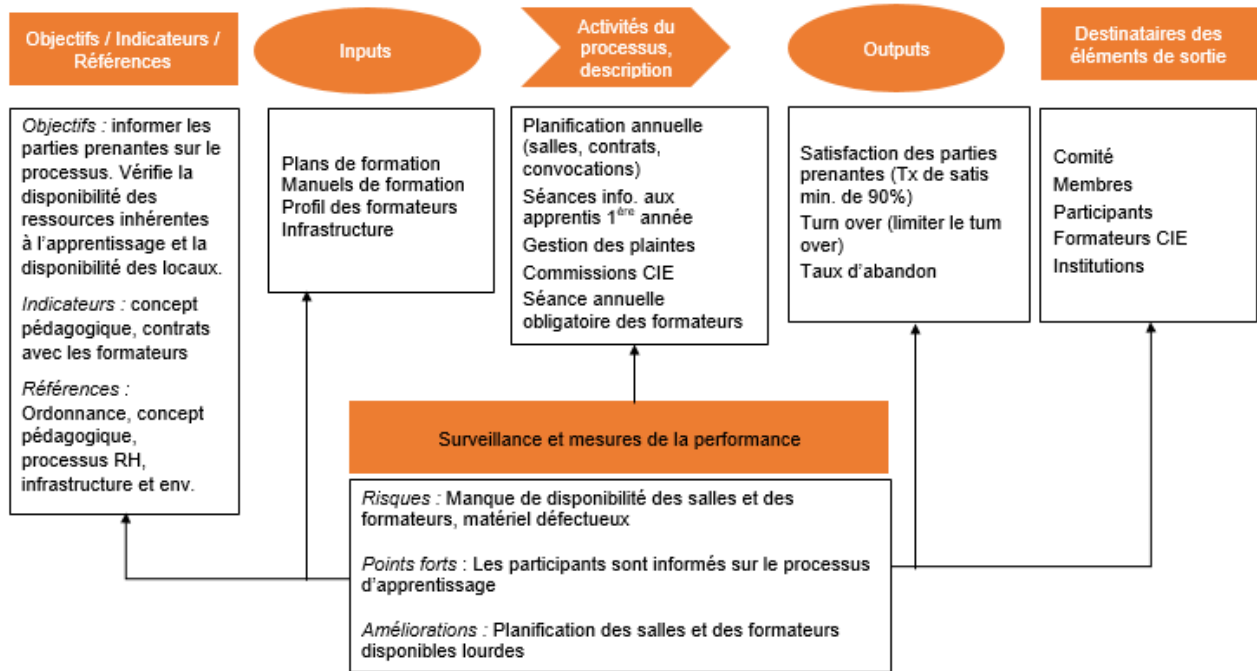 Objectifs / Indicateurs /
Références
Inputs
Activités du
processus,
description
Outputs
Destinataires des
éléments de sortie
Objectifs : informer les
parties prenantes sur le
processus. Vérifie la
disponibilité des
ressources inhérentes
à l'apprentissage et la
disponibilité des locaux.
Indicateurs : concept
pédagogique, contrats
avec les formateurs
Références :
Ordonnance, concept
pédagogique,
processus RH,
infrastructure et env.
Plans de formation
Manuels de formation
Profil des formateurs
Infrastructure
Planification annuelle
(salles, contrats,
convocations)
Séances info. aux
apprentis 1ère année
Gestion des plaintes
Commissions CIE
Séance annuelle
obligatoire des formateurs
Satisfaction des parties
prenantes (Tx de satis
min. de 90%)
Turn over (limiter le turn
over)
Taux d'abandon
Comité
Membres
Participants
Formateurs CIE
Institutions
Surveillance et mesures de la performance
Risques : Manque de disponibilité des salles et des
formateurs, matériel défectueux
Points forts : Les participants sont informés sur le processus
d'apprentissage
Améliorations : Planification des salles et des formateurs
disponibles lourdes